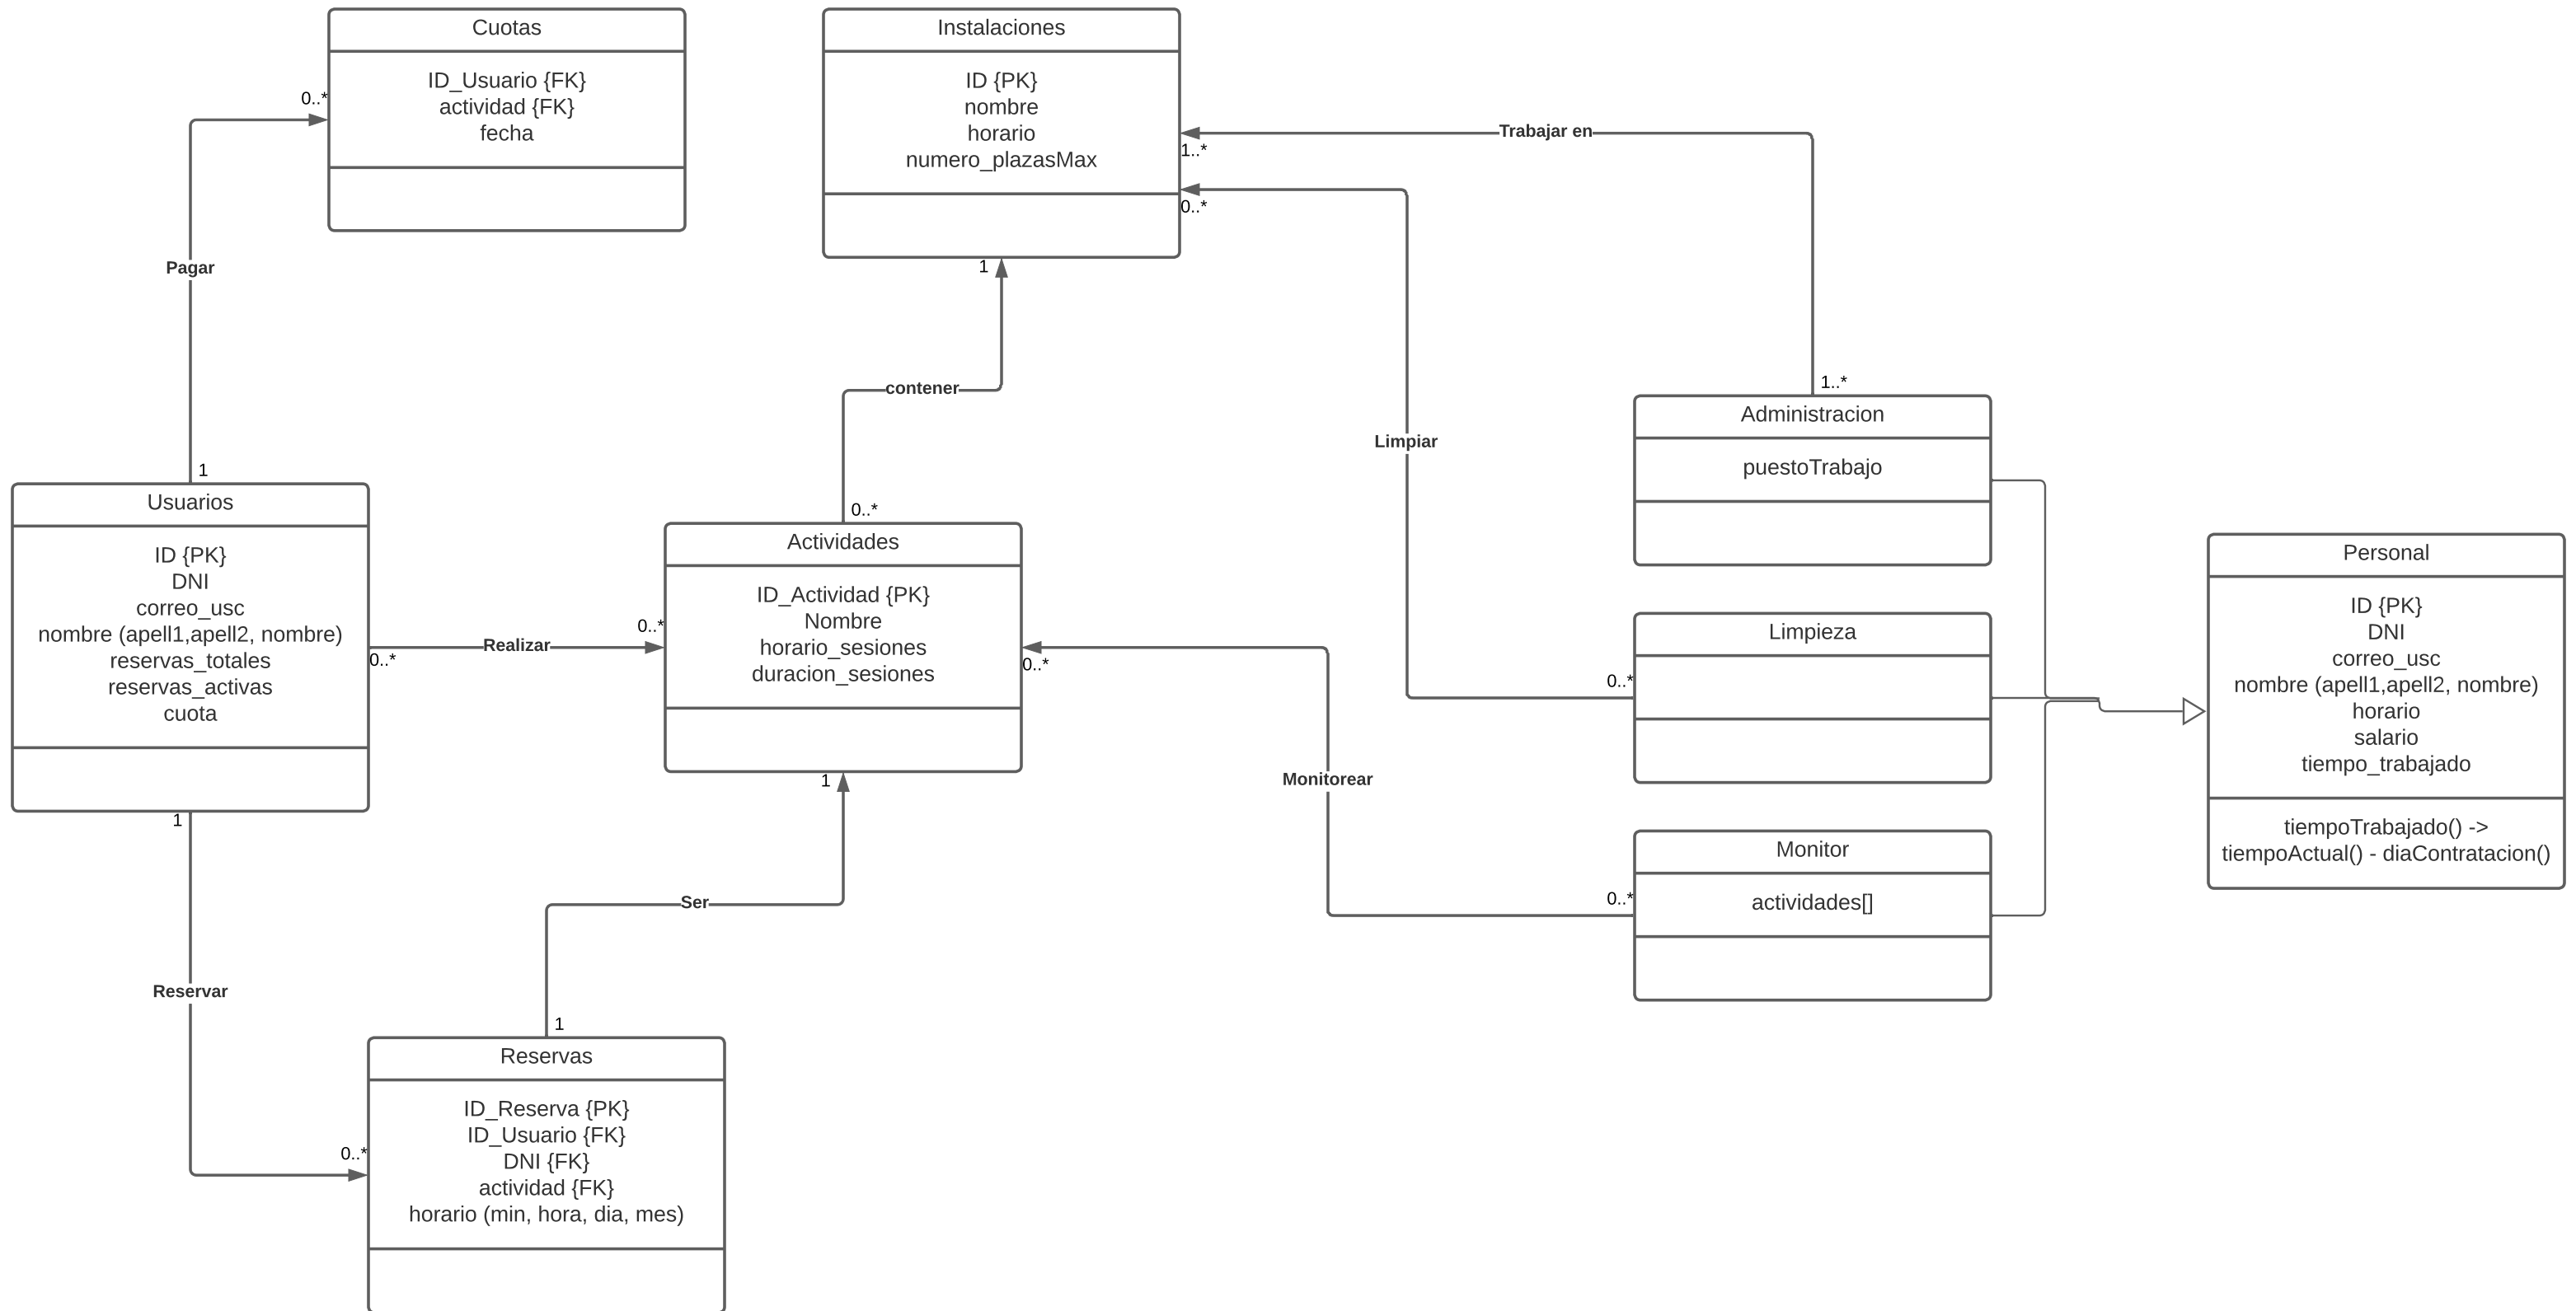 Cuotas
ID_Usuario {FK}
actividad {FK}
fecha
0..*
Pagar
1
Instalaciones
ID {PK}
nombre
horario
numero_plazasMax
1..*
0..*
1
Trabajar en
1..*
Limpiar
contener
0..*
Usuarios
ID {PK}
DNI
correo_usc
nombre (apell1,apell2, nombre)
reservas_totales
reservas_activas
cuota
0..*
Realizar
0..*
1
Actividades
ID_Actividad {PK}
Nombre
horario_sesiones
duracion_sesiones
0..*
1
Administracion
puestoTrabajo
Limpieza
0..*
Monitorear
Monitor
actividades[]
0..*
Personal
ID {PK}
DNI
correo_usc
nombre (apell1,apell2, nombre)
horario
salario
tiempo_trabajado
tiempoTrabajado() ->
tiempoActual() - diaContratacion()
Ser
Reservar
1
0..*
Reservas
ID_Reserva {PK}
ID_Usuario {FK}
DNI {FK}
actividad {FK}
horario (min, hora, dia, mes)